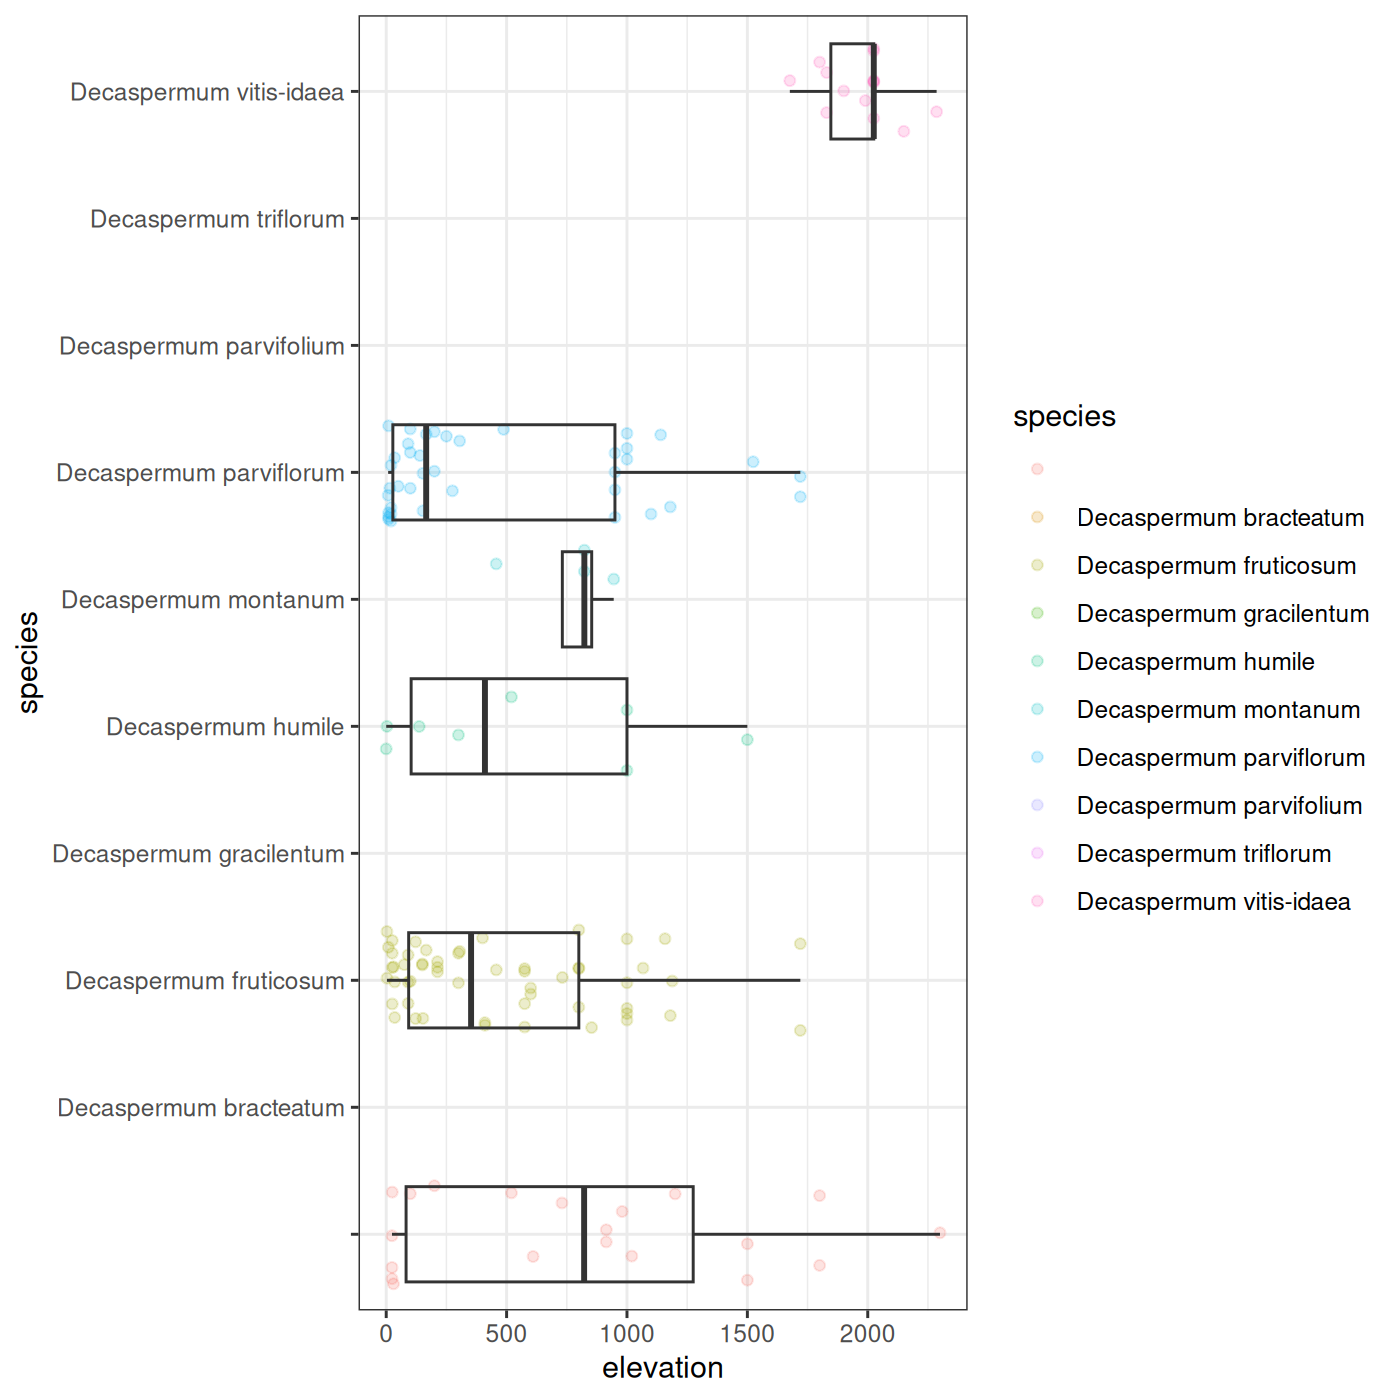 Decaspermum vitis-idaea
Decaspermum triflorum
Decaspermum parvifolium
Decaspermum parviflorum
Decaspermum montanum
Decaspermum humile
Decaspermum gracilentum
Decaspermum fruticosum
Decaspermum bracteatum
species
0 500 1000 1500 2000
elevation
species
Decaspermum bracteatum
Decaspermum fruticosum
Decaspermum gracilentum
Decaspermum humile
Decaspermum montanum
Decaspermum parviflorum
Decaspermum parvifolium
Decaspermum triflorum
Decaspermum vitis-idaea